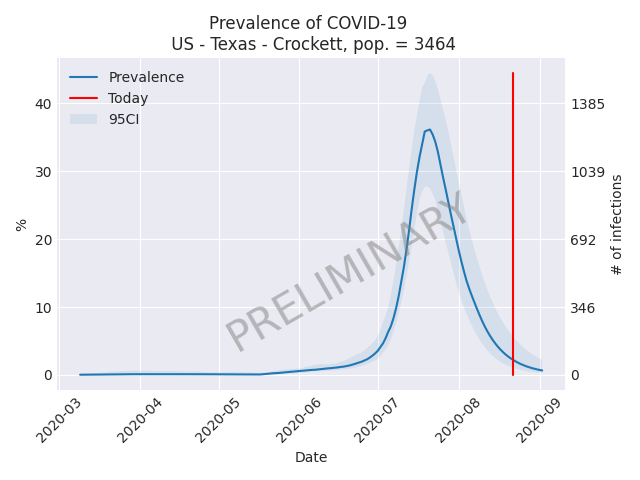 Prevalence of COVID-19
US - Texas - Crockett, pop. = 3464
Prevalence
Today
95CI
40
30
20
10
0
%
1385
1039
692
346
0
# of infections
PRELIMINARY
2020-03
2020-04
2020-05
2020-06
2020-07
2020-08
2020-09
Date